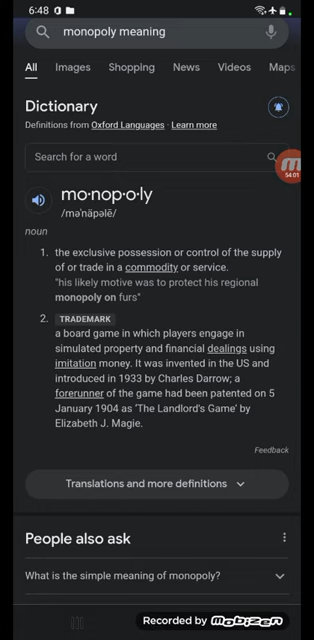 6:48
monopoly meaning
All Images Shopping News Videos Maps
Dictionary
Definitions from Oxford Languages · Learn more
Search for a word
54:01
mo·nop·o·ly
/məˈnäpəlē/
noun
1. the exclusive possession or control of the supply
of or trade in a commodity or service.
"his likely motive was to protect his regional
monopoly on furs"
2. TRADEMARK
a board game in which players engage in
simulated property and financial dealings using
imitation money. It was invented in the US and
introduced in 1933 by Charles Darrow; a
forerunner of the game had been patented on 5
January 1904 as ‘The Landlord's Game’ by
Elizabeth J. Magie.
Feedback
Translations and more definitions
People also ask
What is the simple meaning of monopoly?
Recorded by mobizen